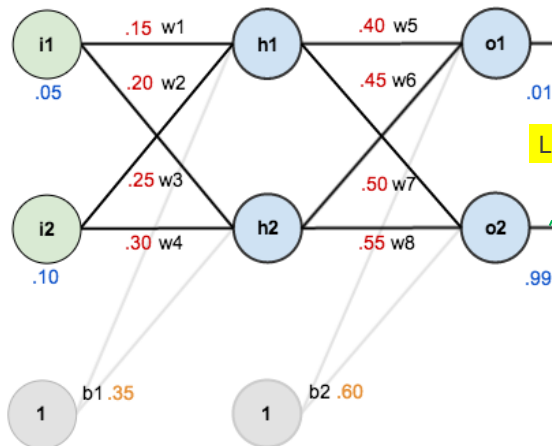 i1 .15 w1 h1 .40 w5 o1
.20 w2 .45 w6
.05 .01
L
.25 w3 .50 w7
i2 .30 w4 h2 .55 w8 o2
.10 .99
b1 .35 b2 .60
1 1